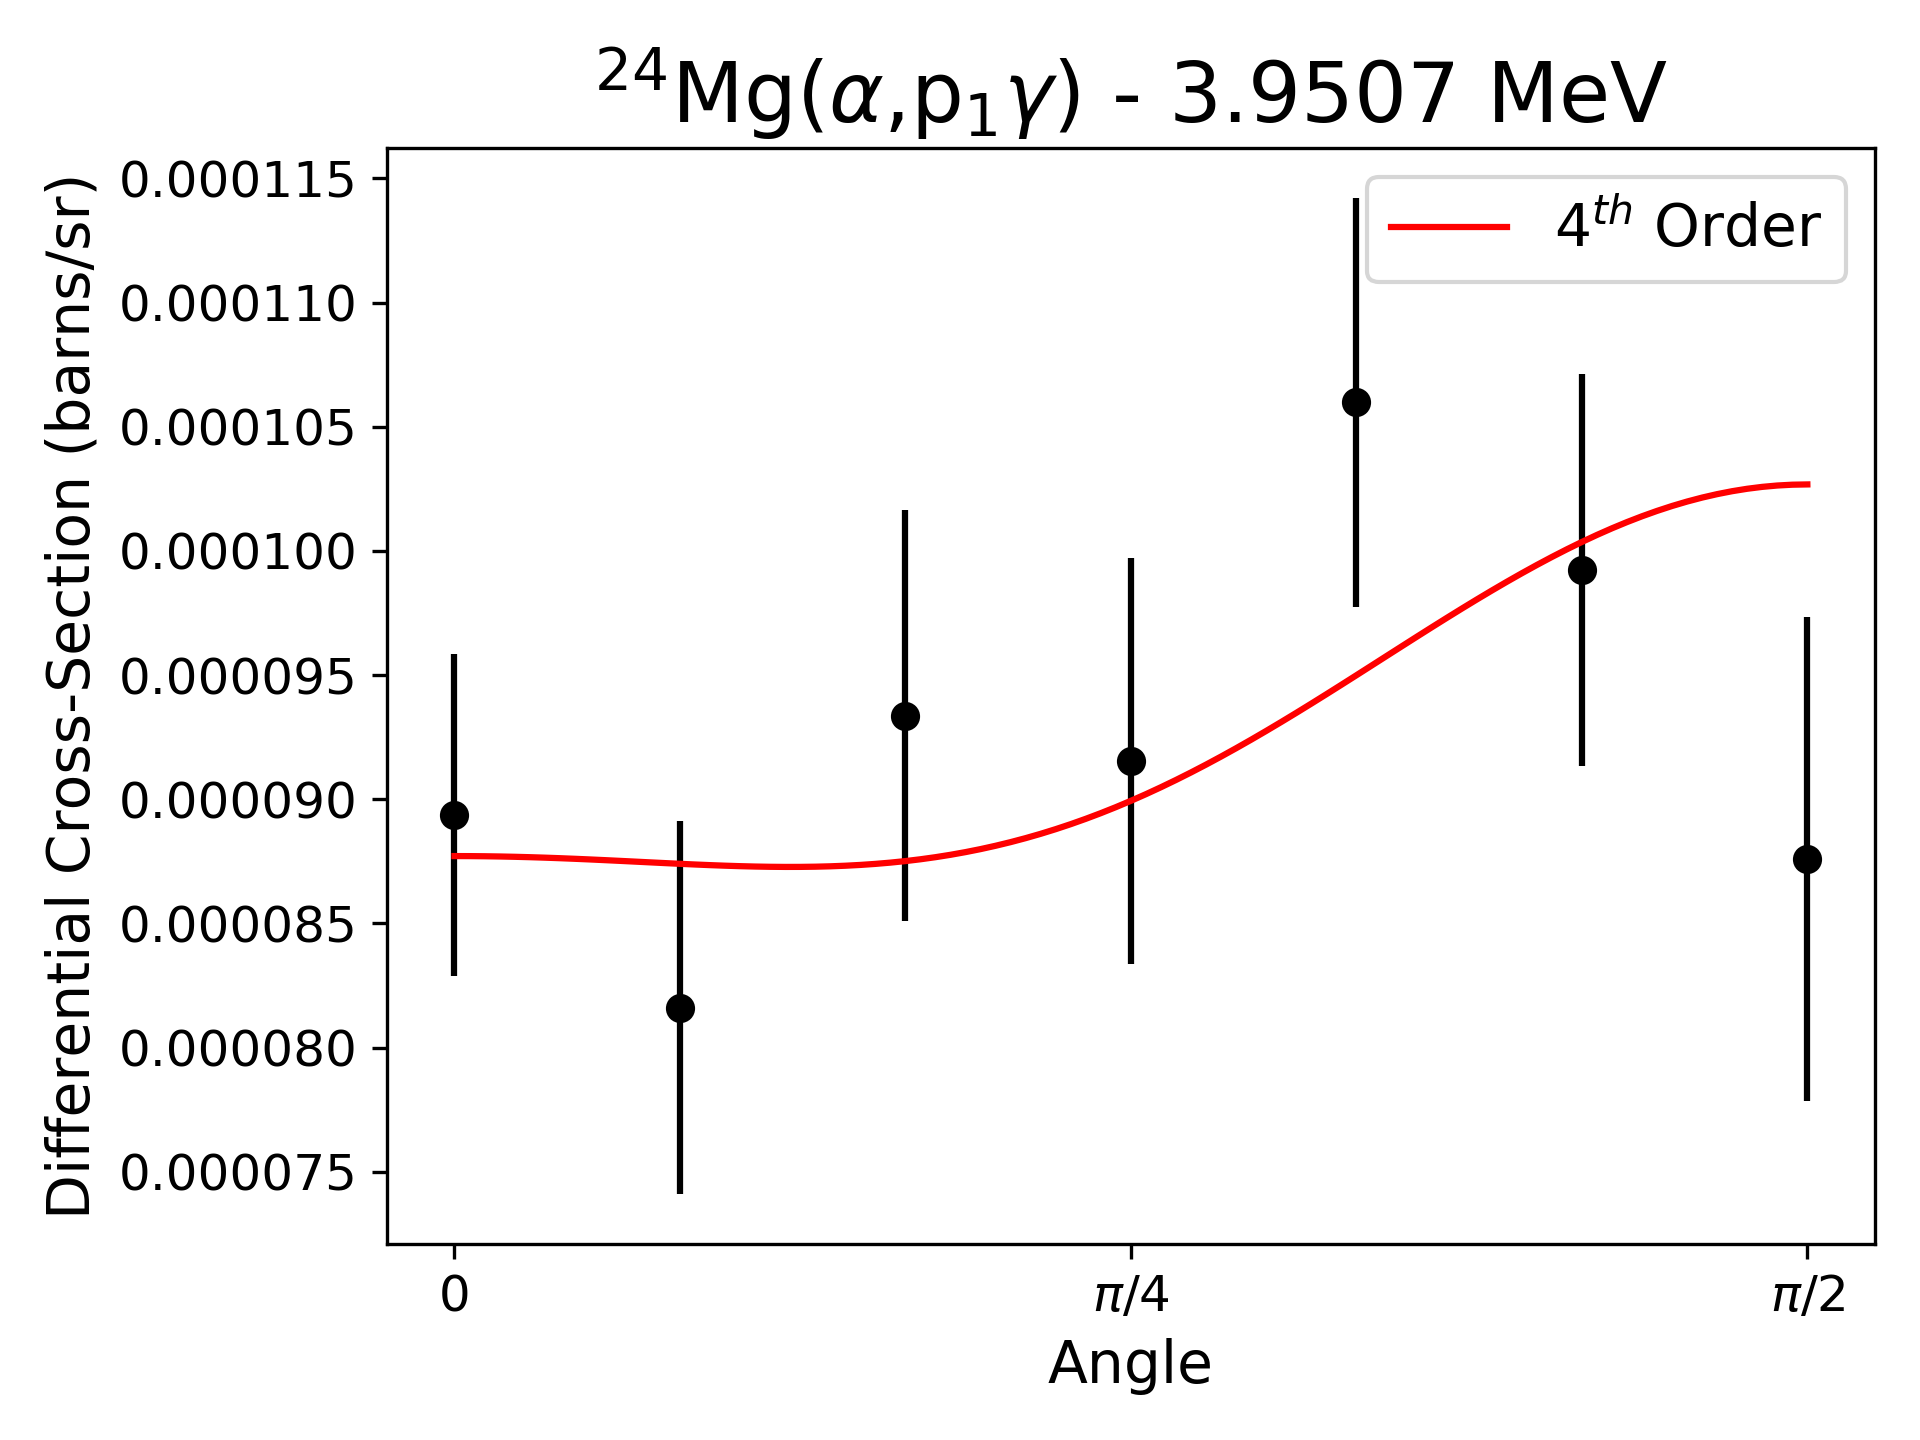 ²⁴Mg(α,p₁γ) - 3.9507 MeV
Differential Cross-Section (barns/sr)
0.000115
0.000110
0.000105
0.000100
0.000095
0.000090
0.000085
0.000080
0.000075
4ᵗʰ Order
0 π/4 π/2
Angle